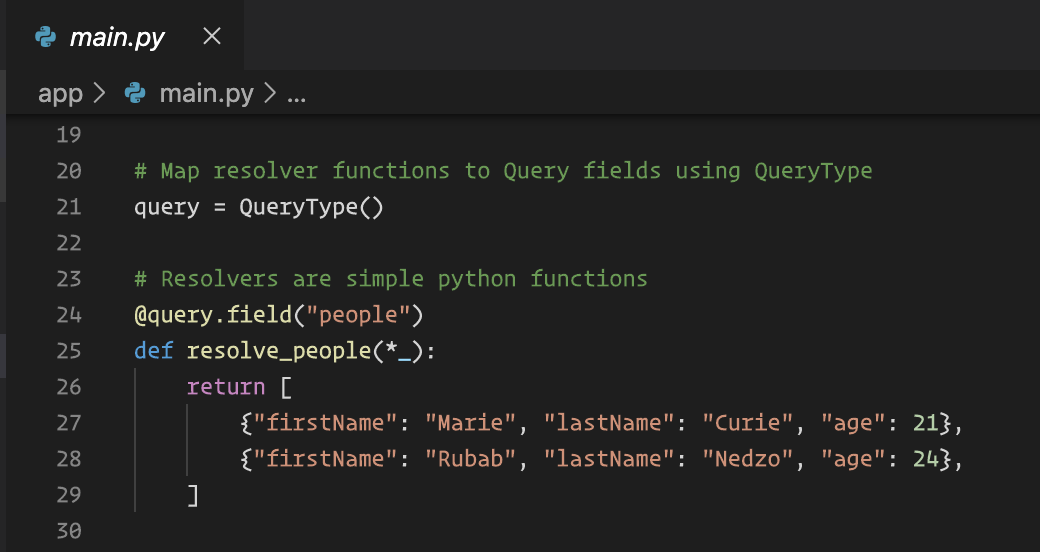 main.py
app > main.py > ...
19
20 # Map resolver functions to Query fields using QueryType
21 query = QueryType()
22
23 # Resolvers are simple python functions
24 @query.field("people")
25 def resolve_people(*_):
26     return [
27         {"firstName": "Marie", "lastName": "Curie", "age": 21},
28         {"firstName": "Rubab", "lastName": "Nedzo", "age": 24},
29     ]
30